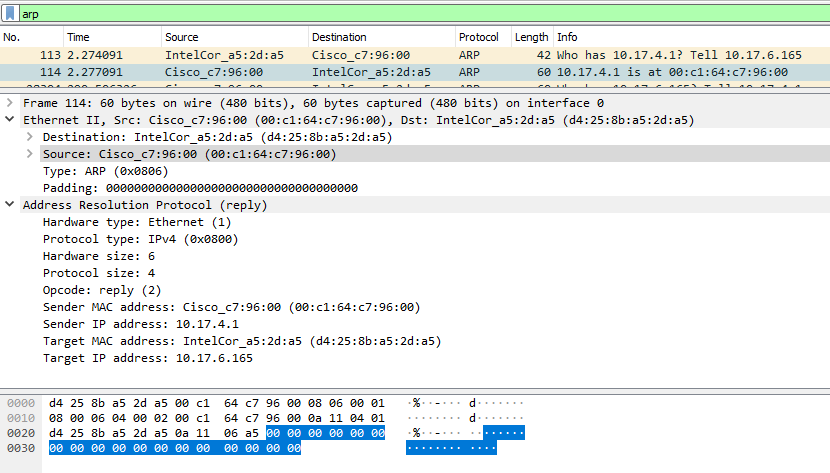 arp
No. Time Source Destination Protocol Length Info
113 2.274091 IntelCor_a5:2d:a5 Cisco_c7:96:00 ARP 42 Who has 10.17.4.1? Tell 10.17.6.165
114 2.277091 Cisco_c7:96:00 IntelCor_a5:2d:a5 ARP 60 10.17.4.1 is at 00:c1:64:c7:96:00
Frame 114: 60 bytes on wire (480 bits), 60 bytes captured (480 bits) on interface 0
Ethernet II, Src: Cisco_c7:96:00 (00:c1:64:c7:96:00), Dst: IntelCor_a5:2d:a5 (d4:25:8b:a5:2d:a5)
Destination: IntelCor_a5:2d:a5 (d4:25:8b:a5:2d:a5)
Source: Cisco_c7:96:00 (00:c1:64:c7:96:00)
Type: ARP (0x0806)
Padding: 000000000000000000000000000000000000
Address Resolution Protocol (reply)
Hardware type: Ethernet (1)
Protocol type: IPv4 (0x0800)
Hardware size: 6
Protocol size: 4
Opcode: reply (2)
Sender MAC address: Cisco_c7:96:00 (00:c1:64:c7:96:00)
Sender IP address: 10.17.4.1
Target MAC address: IntelCor_a5:2d:a5 (d4:25:8b:a5:2d:a5)
Target IP address: 10.17.6.165
0000 d4 25 8b a5 2d a5 00 c1 64 c7 96 00 08 06 00 01 ·%··-··· d·······
0010 08 00 06 04 00 02 00 c1 64 c7 96 00 0a 11 04 01 ········ d·······
0020 d4 25 8b a5 2d a5 0a 11 06 a5 00 00 00 00 00 00 ·%··-··· ········
0030 00 00 00 00 00 00 00 00 00 00 00 00 ········ ····